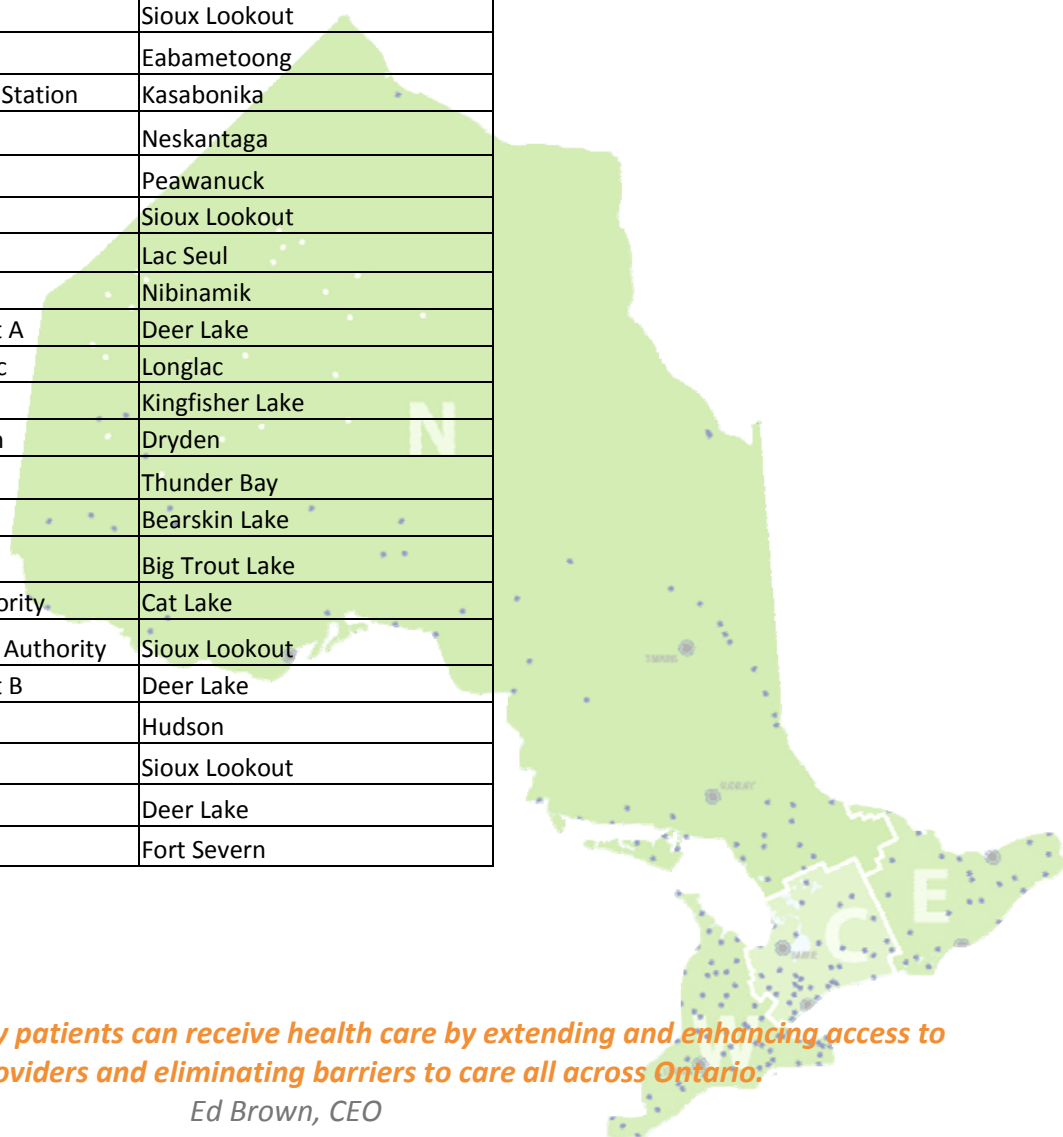 Sioux Lookout
Eabametoong
Station Kasabonika
Neskantaga
Peawanuck
Sioux Lookout
Lac Seul
Nibinamik
A Deer Lake
Longlac
Kingfisher Lake
N
Dryden
Thunder Bay
Bearskin Lake
Big Trout Lake
ority Cat Lake
Authority Sioux Lookout
B Deer Lake
Hudson
Sioux Lookout
Deer Lake
Fort Severn
E
C
W
y patients can receive health care by extending and enhancing access to
oviders and eliminating barriers to care all across Ontario.
Ed Brown, CEO